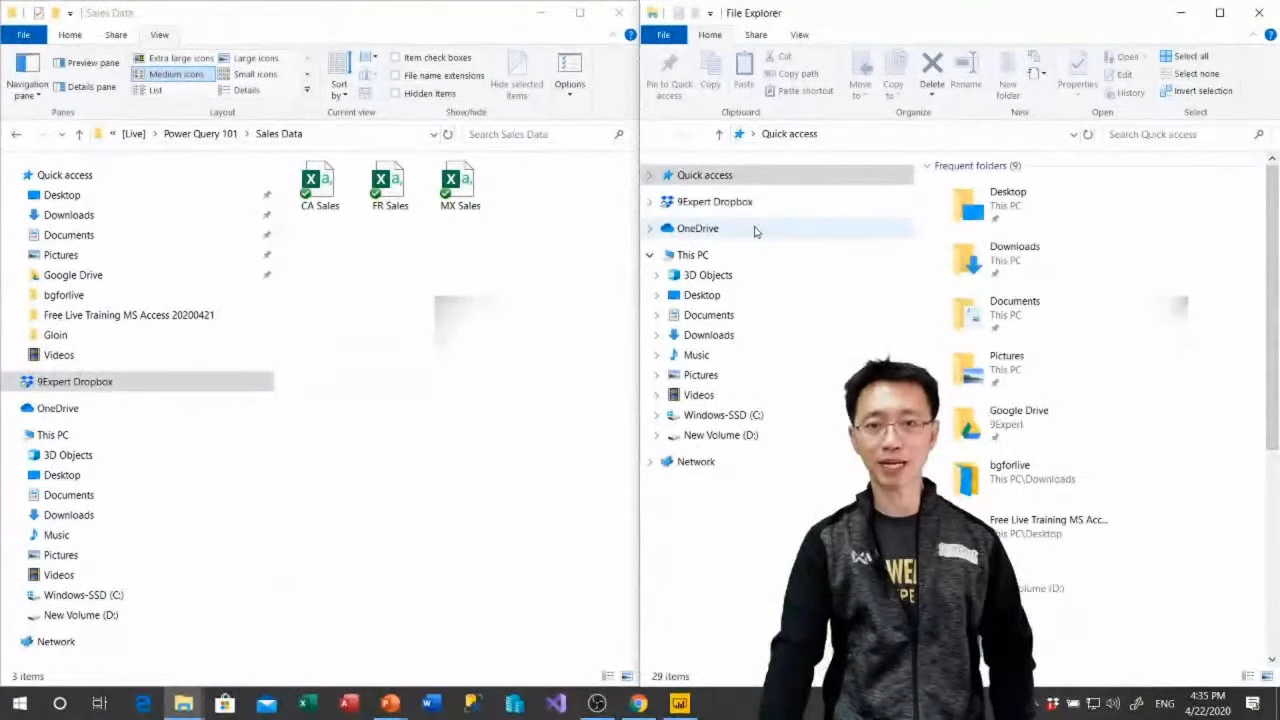 Sales Data
File
Home
Share
View
Navigation pane
Preview pane
Details pane
Panes
Extra large icons
Large icons
Medium icons
Small icons
List
Details
Layout
Sort by
Current view
Item check boxes
File name extensions
Hidden items
Hide selected items
Show/hide
Options
« [Live] > Power Query 101 > Sales Data
Search Sales Data
Quick access
Desktop
Downloads
Documents
Pictures
Google Drive
bgforlive
Free Live Training MS Access 20200421
Gloin
Videos
9Expert Dropbox
OneDrive
This PC
3D Objects
Desktop
Documents
Downloads
Music
Pictures
Videos
Windows-SSD (C:)
New Volume (D:)
Network
CA Sales
FR Sales
MX Sales
3 items
File Explorer
File
Home
Share
View
Pin to Quick access
Copy
Paste
Cut
Copy path
Paste shortcut
Clipboard
Move to
Copy to
Delete
Rename
Organize
New folder
New
Properties
Open
Edit
History
Open
Select all
Select none
Invert selection
Select
Quick access
Search Quick access
Quick access
9Expert Dropbox
OneDrive
This PC
3D Objects
Desktop
Documents
Downloads
Music
Pictures
Videos
Windows-SSD (C:)
New Volume (D:)
Network
Frequent folders (9)
Desktop
This PC
Downloads
This PC
Documents
This PC
Pictures
This PC
Google Drive
9Expert
bgforlive
This PC\Downloads
Free Live Training MS Acc...
This PC\Desktop
olume (D:)
29 items
ENG
4:35 PM
4/22/2020